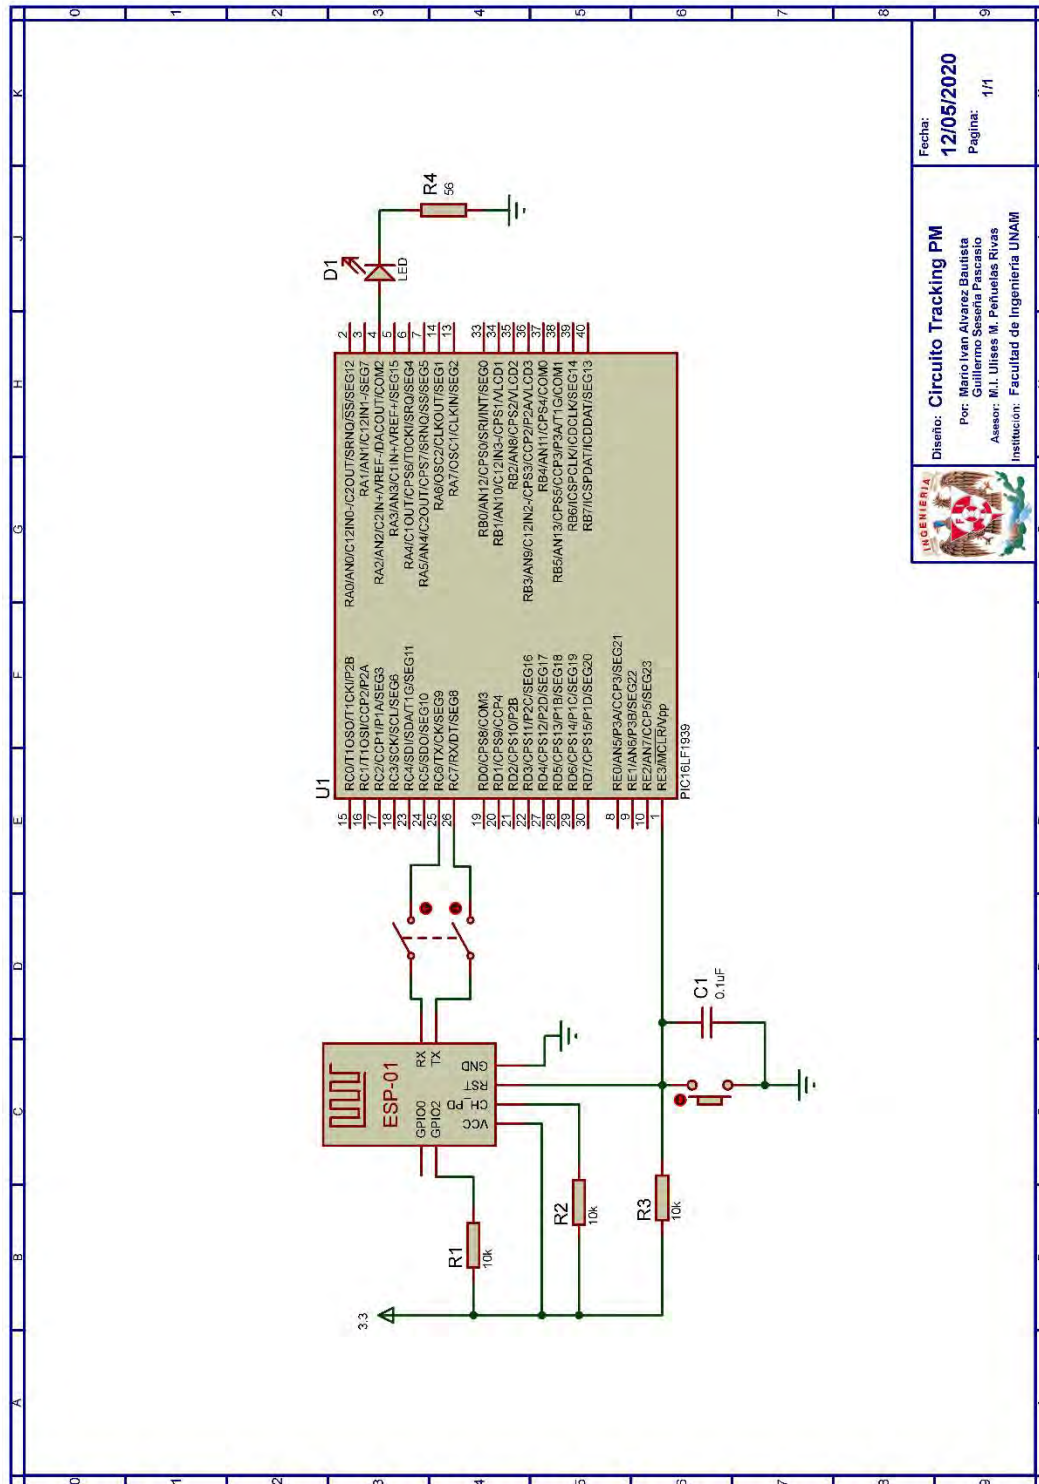 0
1
2
3
4
5
6
7
8
9
A
B
C
D
E
F
G
H
J
K
3.3
R1
10k
R2
10k
R3
10k
ESP-01
GPIO0
GPIO2
RX
TX
VCC
CH_PD
RST
GND
C1
0.1uF
U1
15 RC0/T1OSO/T1CKI/P2B
16 RC1/T1OSI/CCP2/P2A
17 RC2/CCP1/P1A/SEG3
18 RC3/SCK/SCL/SEG6
23 RC4/SDI/SDA/T1G/SEG11
24 RC5/SDO/SEG10
25 RC6/TX/CK/SEG9
26 RC7/RX/DT/SEG8
19 RD0/CPS8/COM3
20 RD1/CPS9/CCP4
21 RD2/CPS10/P2B
22 RD3/CPS11/P2C/SEG16
27 RD4/CPS12/P2D/SEG17
28 RD5/CPS13/P1B/SEG18
29 RD6/CPS14/P1C/SEG19
30 RD7/CPS15/P1D/SEG20
8 RE0/AN5/P3A/CCP3/SEG21
9 RE1/AN6/P3B/SEG22
10 RE2/AN7/CCP5/SEG23
1 RE3/MCLR/Vpp
RA0/AN0/C12IN0-/C2OUT/SRNQ/SS/SEG12 2
RA1/AN1/C12IN1-/SEG7 3
RA2/AN2/C2IN+/VREF-/DACOUT/COM2 4
RA3/AN3/C1IN+/VREF+/SEG15 5
RA4/C1OUT/CPS6/T0CKI/SRQ/SEG4 6
RA5/AN4/C2OUT/CPS7/SRNQ/SS/SEG5 7
RA6/OSC2/CLKOUT/SEG1 14
RA7/OSC1/CLKIN/SEG2 13
RB0/AN12/CPS0/SRI/INT/SEG0 33
RB1/AN10/C12IN3-/CPS1/VLCD1 34
RB2/AN8/CPS2/VLCD2 35
RB3/AN9/C12IN2-/CPS3/CCP2/P2A/VLCD3 36
RB4/AN11/CPS4/COM0 37
RB5/AN13/CPS5/CCP3/P3A/T1G/COM1 38
RB6/ICSPCLK/ICDCLK/SEG14 39
RB7/ICSPDAT/ICDDAT/SEG13 40
PIC16LF1939
D1
LED
R4
56
INGENIERIA
Diseño: Circuito Tracking PM
Por: Mario Ivan Alvarez Bautista
Guillermo Seseña Pascasio
Asesor: M.I. Ulises M. Peñuelas Rivas
Institución: Facultad de Ingeniería UNAM
Fecha:
12/05/2020
Pagina: 1/1